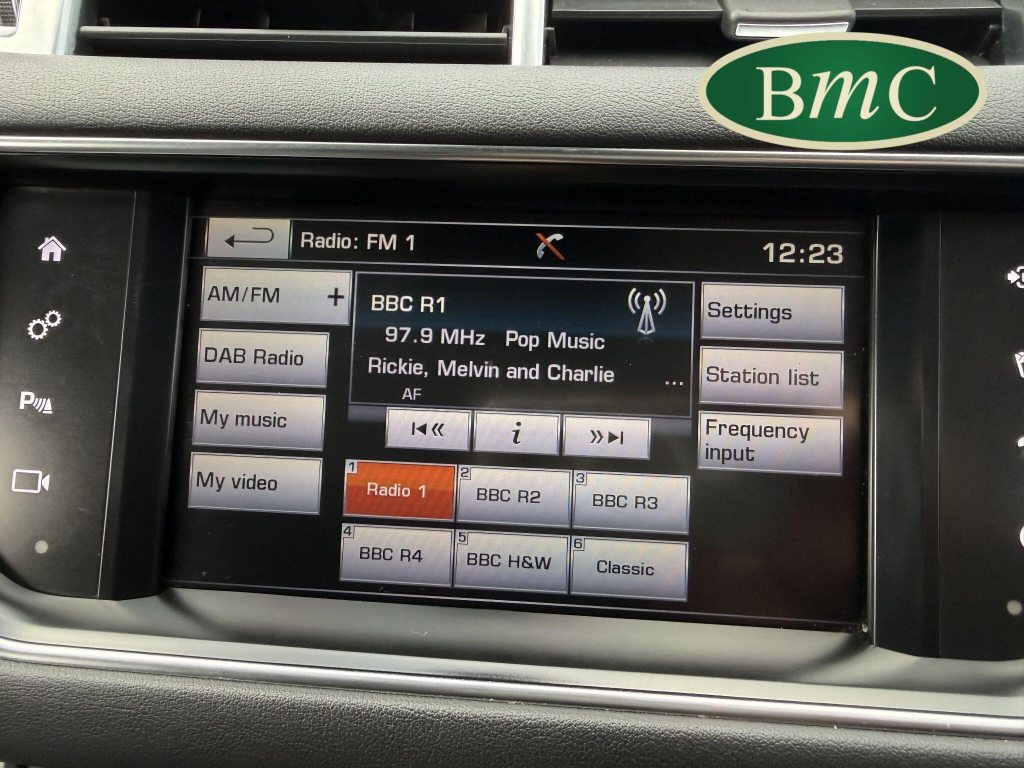 BmC
Radio: FM 1
12:23
AM/FM +
BBC R1
97.9 MHz Pop Music
Rickie, Melvin and Charlie ...
AF
Settings
DAB Radio
Station list
My music
i
Frequency
input
My video
1 Radio 1
2 BBC R2
3 BBC R3
4 BBC R4
5 BBC H&W
6 Classic
P